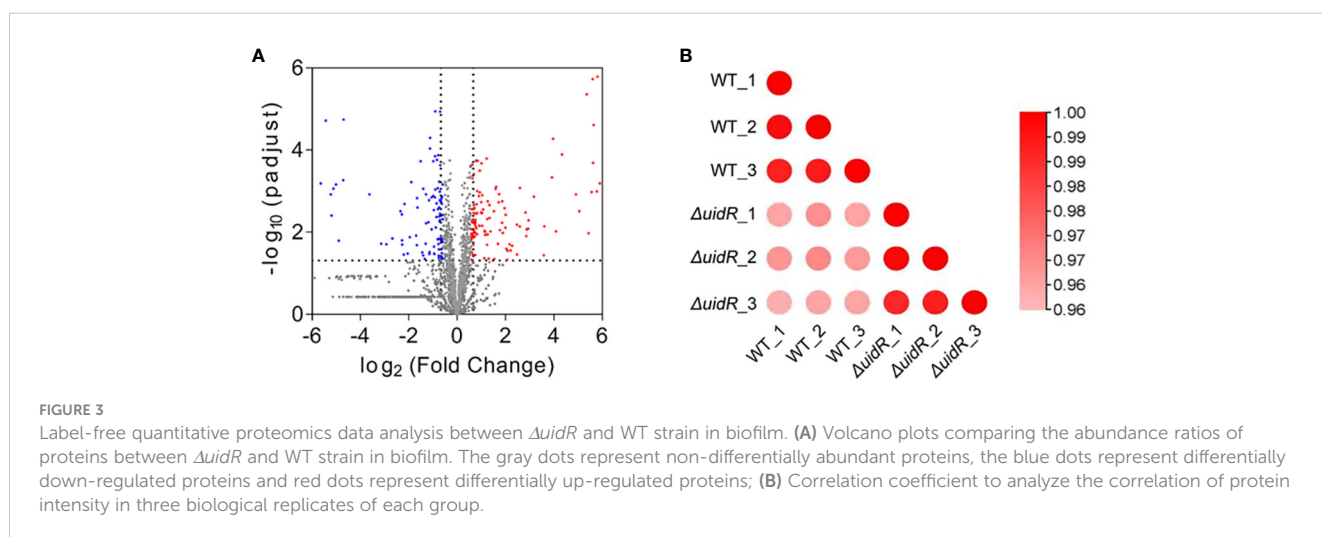 A
B
6
4
2
0
-log10 (padjust)
-6 -4 -2 0 2 4 6
log2 (Fold Change)
WT_1
WT_2
WT_3
ΔuidR_1
ΔuidR_2
ΔuidR_3
WT_1 WT_2 WT_3 ΔuidR_1 ΔuidR_2 ΔuidR_3
1.00
0.99
0.99
0.98
0.98
0.97
0.97
0.96
0.96
FIGURE 3
Label-free quantitative proteomics data analysis between ΔuidR and WT strain in biofilm. (A) Volcano plots comparing the abundance ratios of
proteins between ΔuidR and WT strain in biofilm. The gray dots represent non-differentially abundant proteins, the blue dots represent differentially
down-regulated proteins and red dots represent differentially up-regulated proteins; (B) Correlation coefficient to analyze the correlation of protein
intensity in three biological replicates of each group.